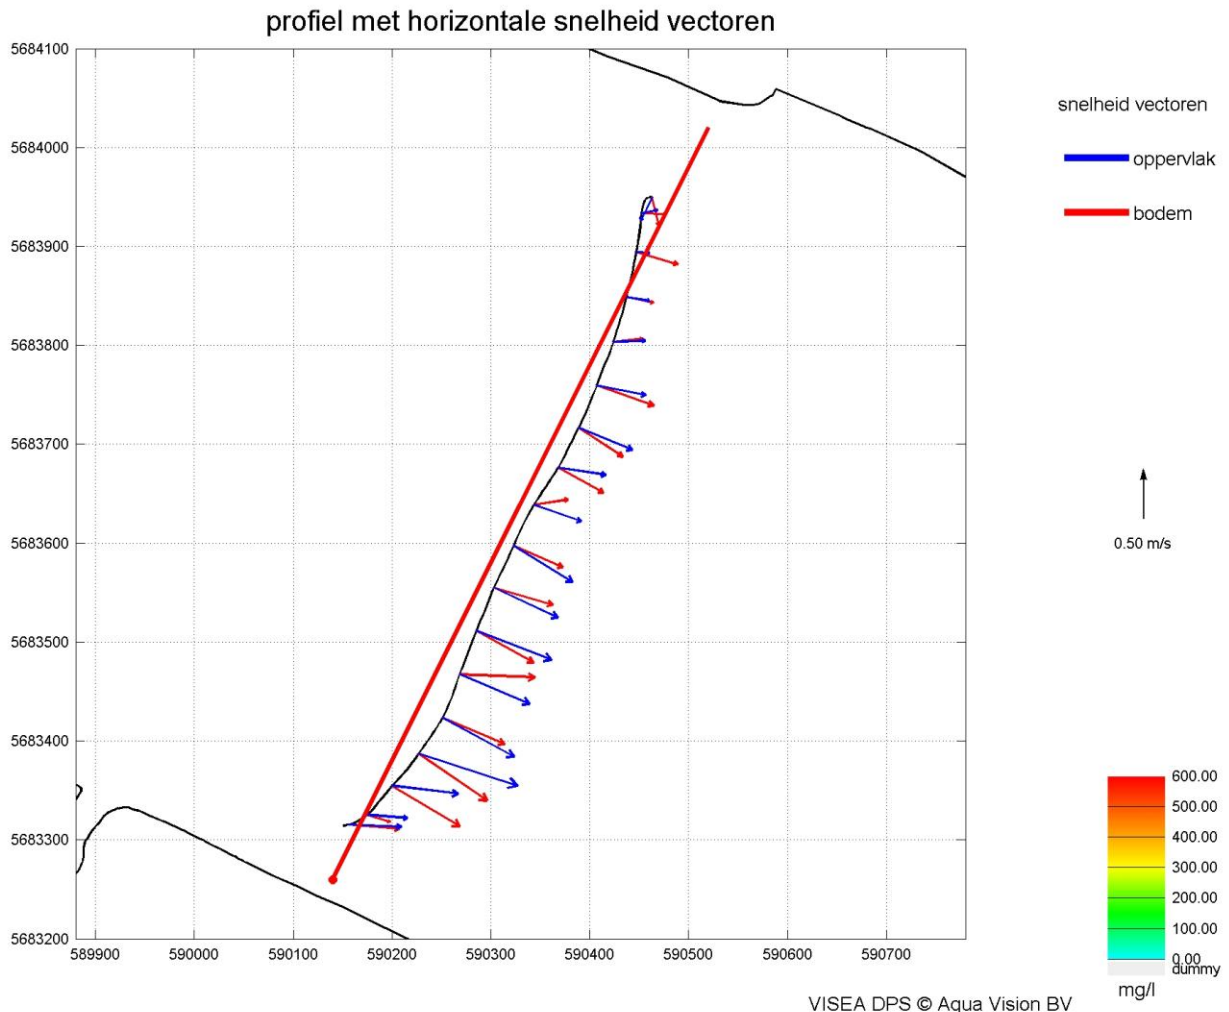 profiel met horizontale snelheid vectoren
5684100
5684000
5683900
5683800
5683700
5683600
5683500
5683400
5683300
5683200
589900 590000 590100 590200 590300 590400 590500 590600 590700
snelheid vectoren
oppervlak
bodem
0.50 m/s
600.00
500.00
400.00
300.00
200.00
100.00
0.00
dummy
mg/l
VISEA DPS © Aqua Vision BV